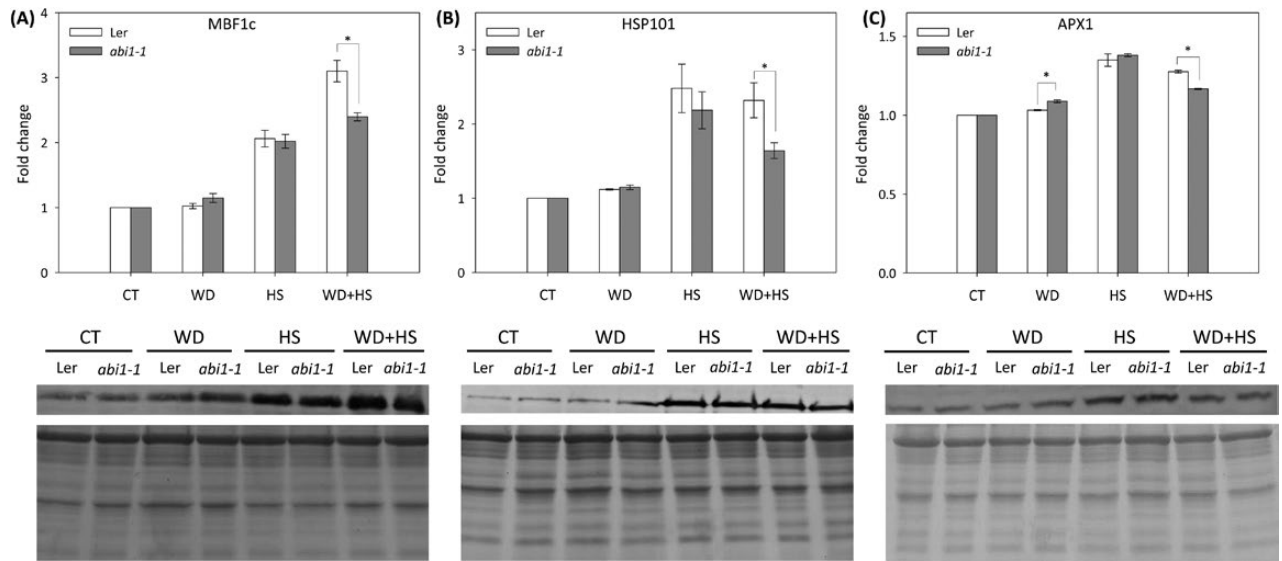 (A) MBF1c
Ler
abi1-1
Fold change
4
3
2
1
0
*
CT WD HS WD+HS
CT WD HS WD+HS
Ler abi1-1 Ler abi1-1 Ler abi1-1 Ler abi1-1
(B) HSP101
Ler
abi1-1
Fold change
3
2
1
0
*
CT WD HS WD+HS
CT WD HS WD+HS
Ler abi1-1 Ler abi1-1 Ler abi1-1 Ler abi1-1
(C) APX1
Ler
abi1-1
Fold change
1.5
1.0
0.5
0.0
* *
CT WD HS WD+HS
CT WD HS WD+HS
Ler abi1-1 Ler abi1-1 Ler abi1-1 Ler abi1-1